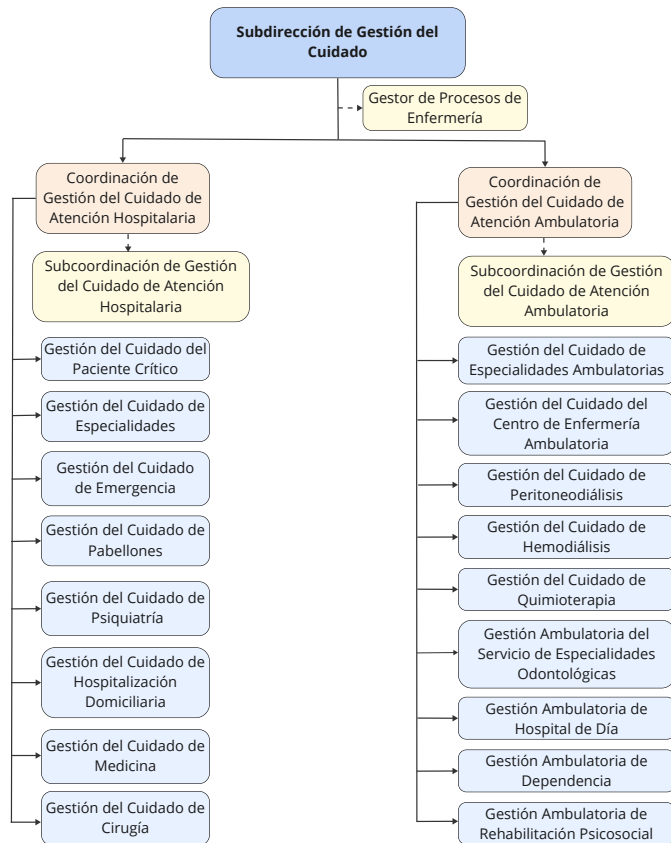 Subdirección de Gestión del
Cuidado
Gestor de Procesos de
Enfermería
Coordinación de
Gestión del Cuidado de
Atención Hospitalaria
Subcoordinación de Gestión
del Cuidado de Atención
Hospitalaria
Gestión del Cuidado del
Paciente Crítico
Gestión del Cuidado de
Especialidades
Gestión del Cuidado
de Emergencia
Gestión del Cuidado de
Pabellones
Gestión del Cuidado de
Psiquiatría
Gestión del Cuidado de
Hospitalización
Domiciliaria
Gestión del Cuidado de
Medicina
Gestión del Cuidado de
Cirugía
Coordinación de
Gestión del Cuidado de
Atención Ambulatoria
Subcoordinación de Gestión
del Cuidado de Atención
Ambulatoria
Gestión del Cuidado de
Especialidades Ambulatorias
Gestión del Cuidado del
Centro de Enfermería
Ambulatoria
Gestión del Cuidado de
Peritoneodiálisis
Gestión del Cuidado de
Hemodiálisis
Gestión del Cuidado de
Quimioterapia
Gestión Ambulatoria del
Servicio de Especialidades
Odontológicas
Gestión Ambulatoria de
Hospital de Día
Gestión Ambulatoria de
Dependencia
Gestión Ambulatoria de
Rehabilitación Psicosocial